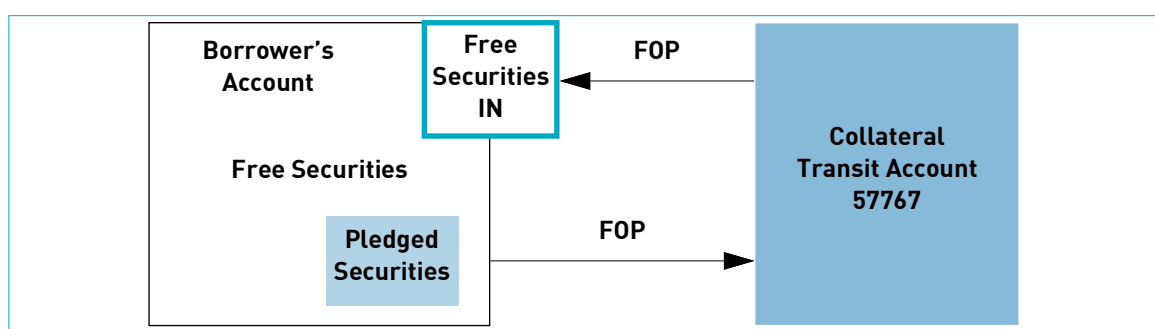 Borrower’s
Account
Free
Securities
IN
FOP
Collateral
Transit Account
57767
Free Securities
Pledged
Securities
FOP